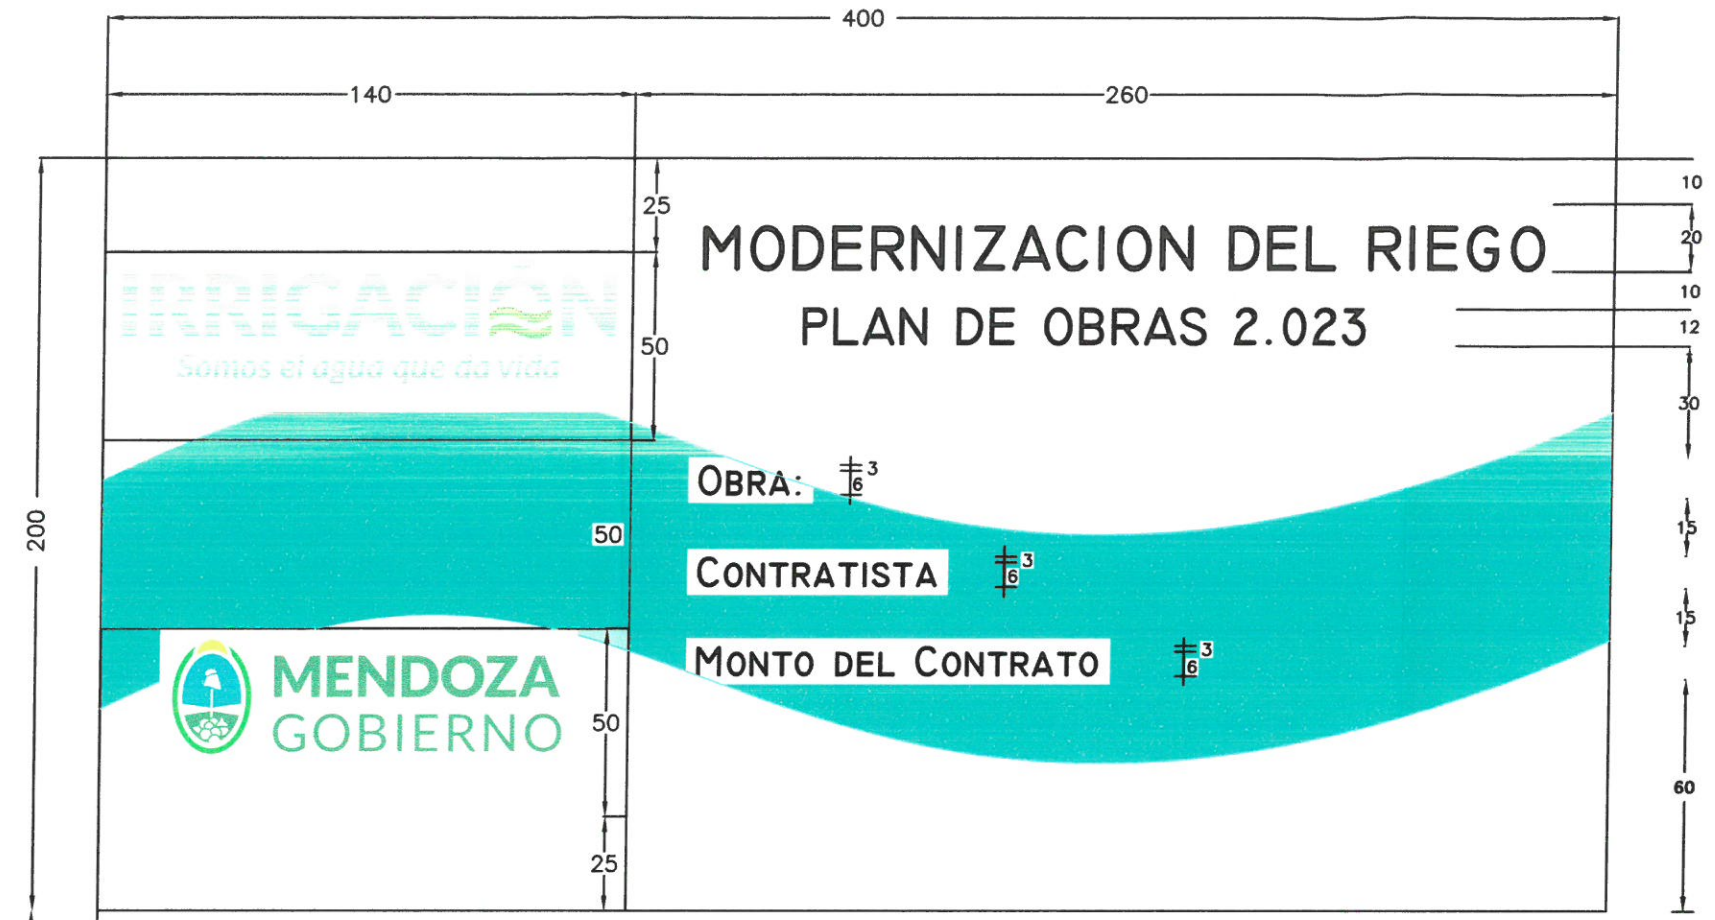 400
140
260
25
10
MODERNIZACION DEL RIEGO
20
IRRIGACIÓN
10
PLAN DE OBRAS 2.023
12
50
Somos el agua que da vida
30
OBRA: 3
6
200
50
15
CONTRATISTA 3
6
15
MONTO DEL CONTRATO 3
6
MENDOZA
GOBIERNO
50
60
25